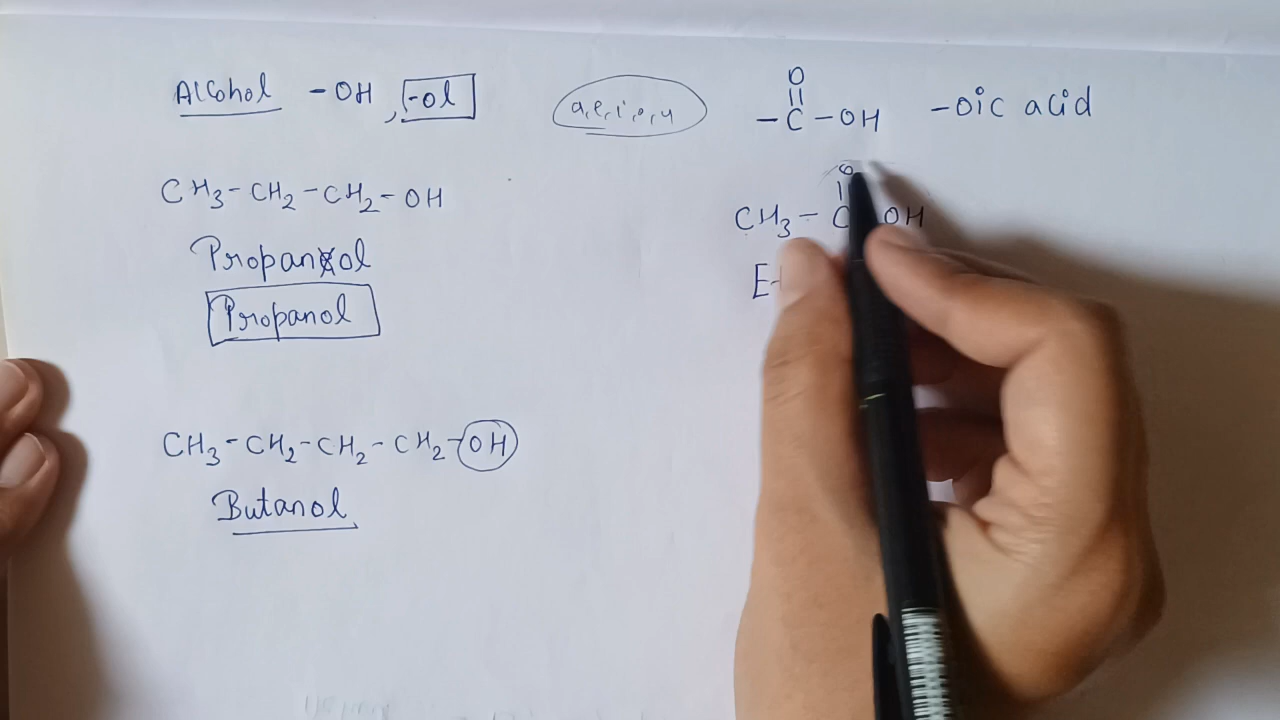 Alcohol -OH, -ol
CH3-CH2-CH2-OH
Propanol
Propanol
CH3-CH2-CH2-CH2-OH
Butanol
a,e,i,o,u
O
||
-C-OH -oic acid
O
CH3-C OH